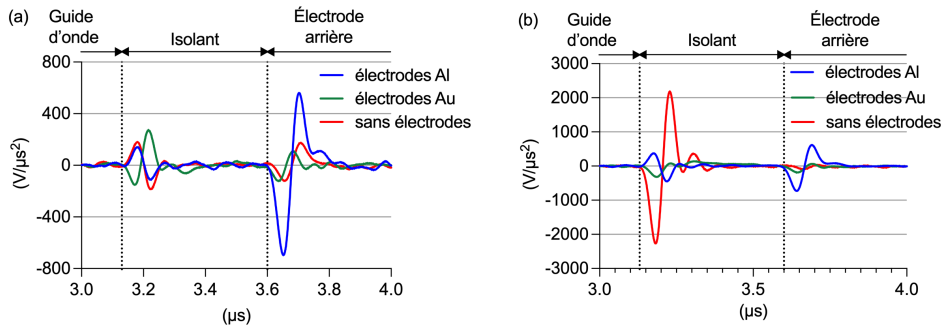 (a)
Guide
d'onde
Isolant
Électrode
arrière
800
400
0
-400
-800
(V/µs²)
électrodes Al
électrodes Au
sans électrodes
3.0
3.2
3.4
3.6
3.8
4.0
(µs)
(b)
Guide
d'onde
Isolant
Électrode
arrière
3000
2000
1000
0
-1000
-2000
-3000
(V/µs²)
électrodes Al
électrodes Au
sans électrodes
3.0
3.5
4.0
(µs)